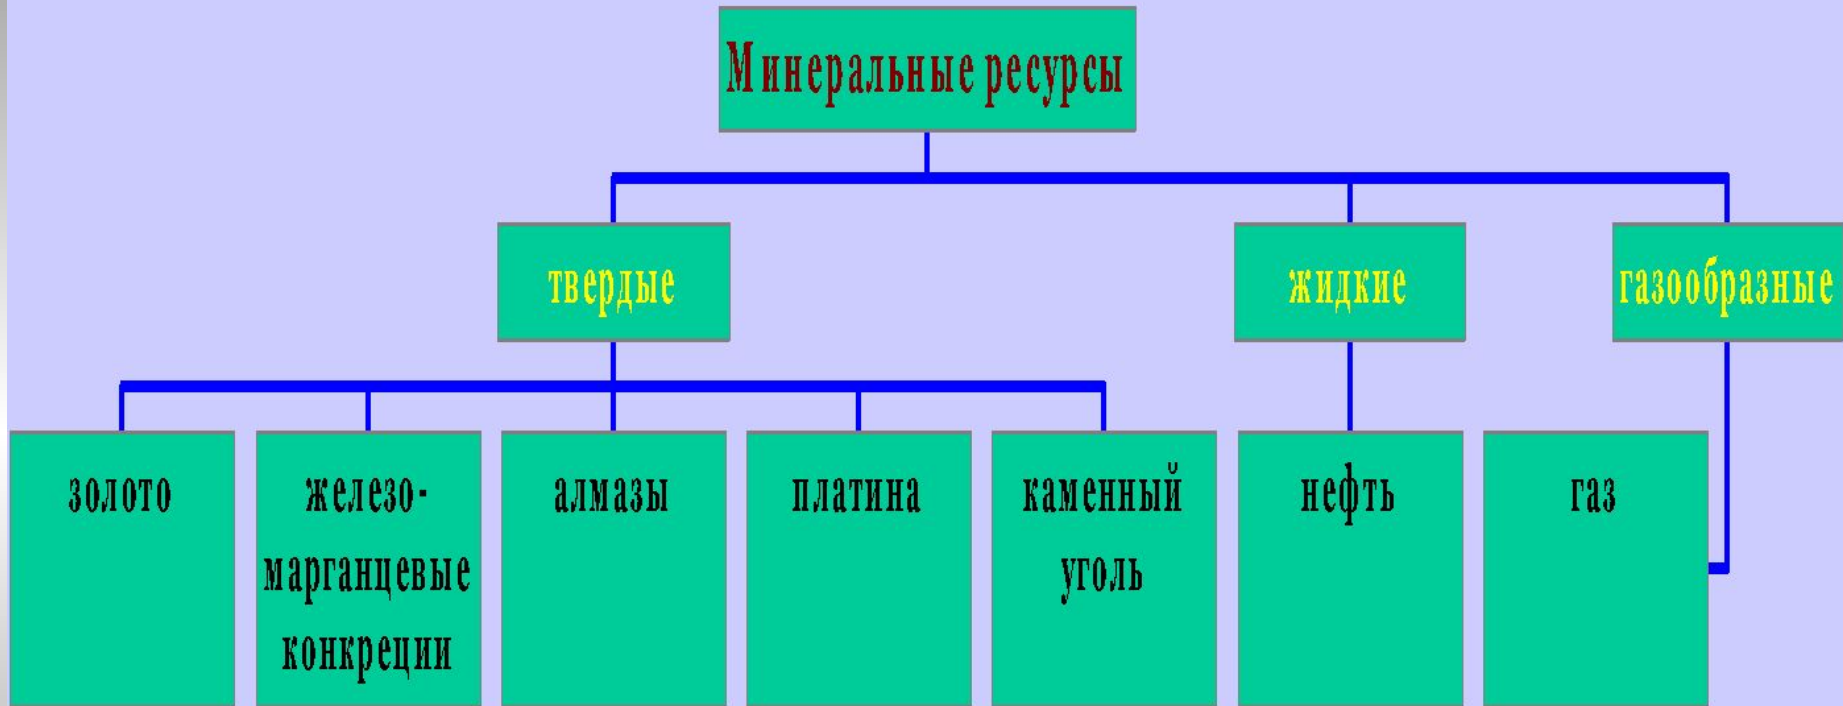 Минеральные ресурсы
твердые
жидкие
газообразные
золото
железо-
марганцевые
конкреции
алмазы
платина
каменный
уголь
нефть
газ